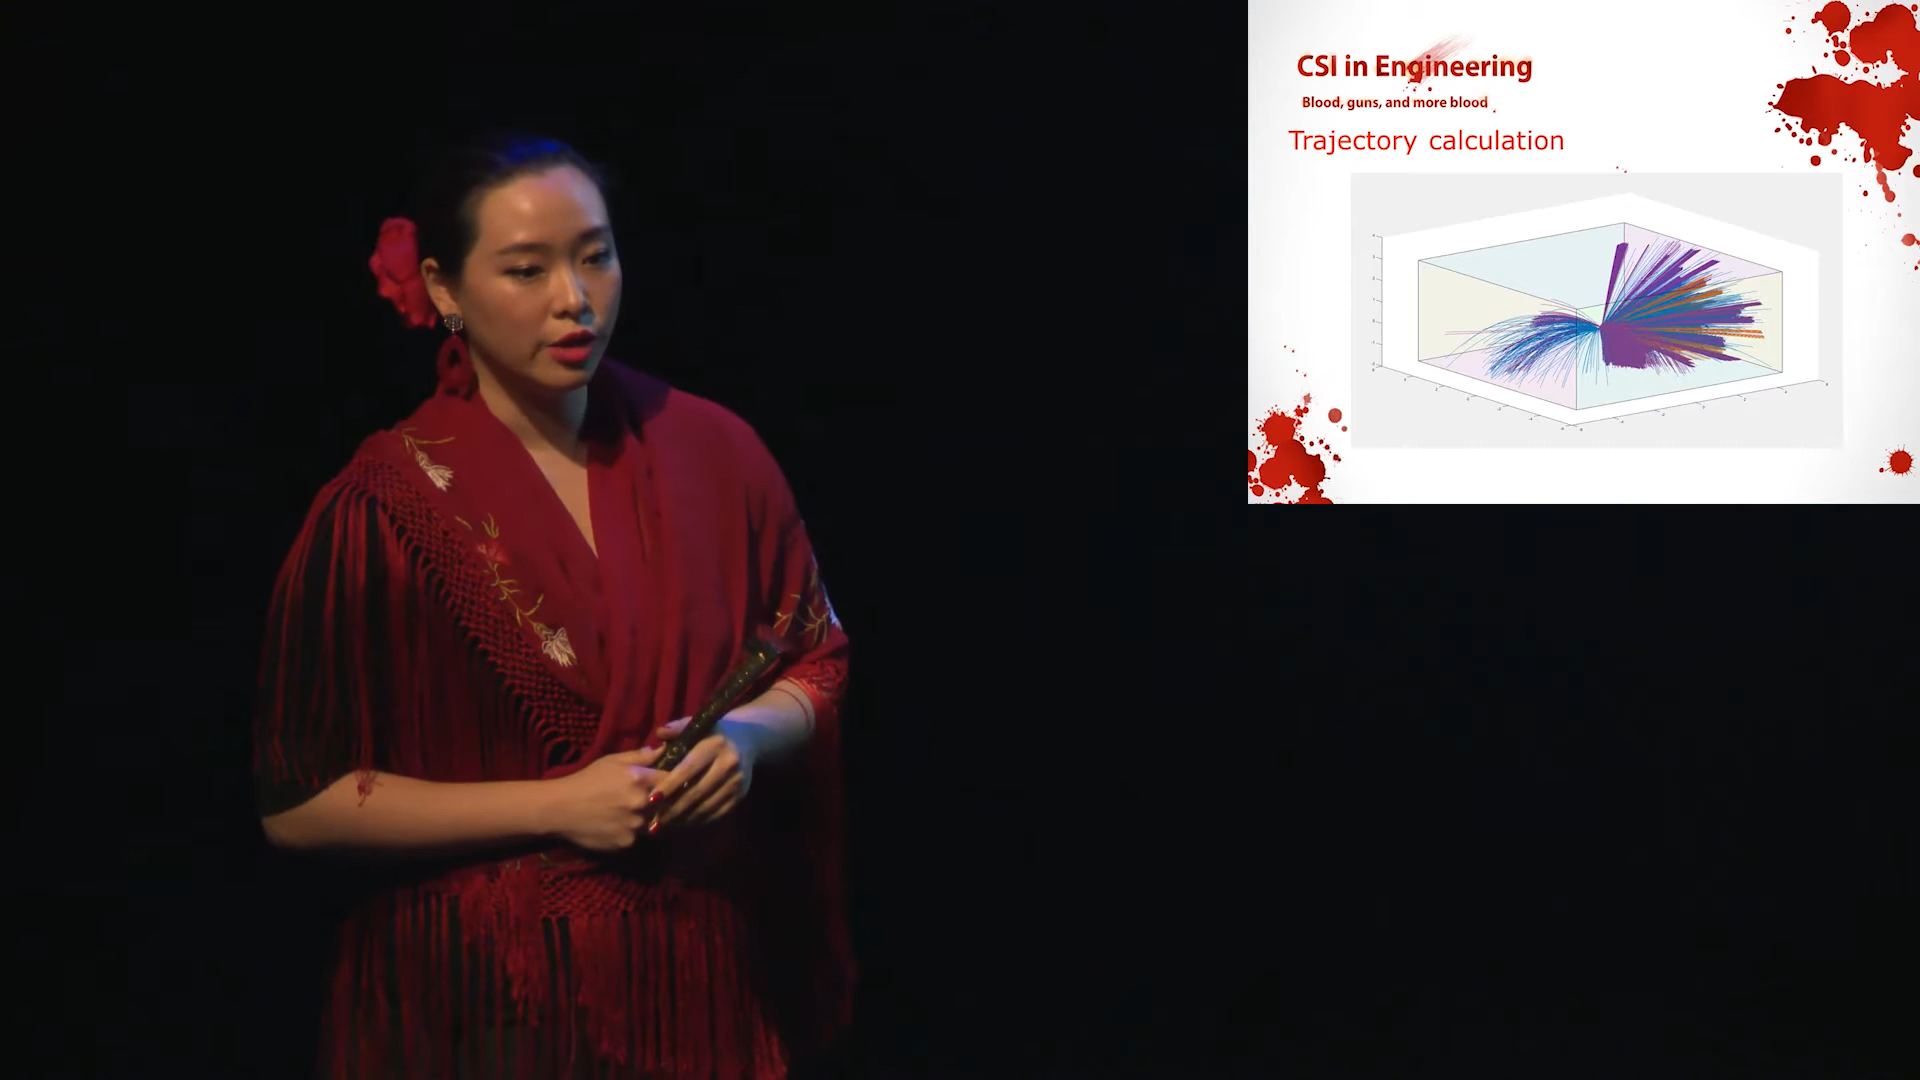 CSI in Engineering
Blood, guns, and more blood
Trajectory calculation